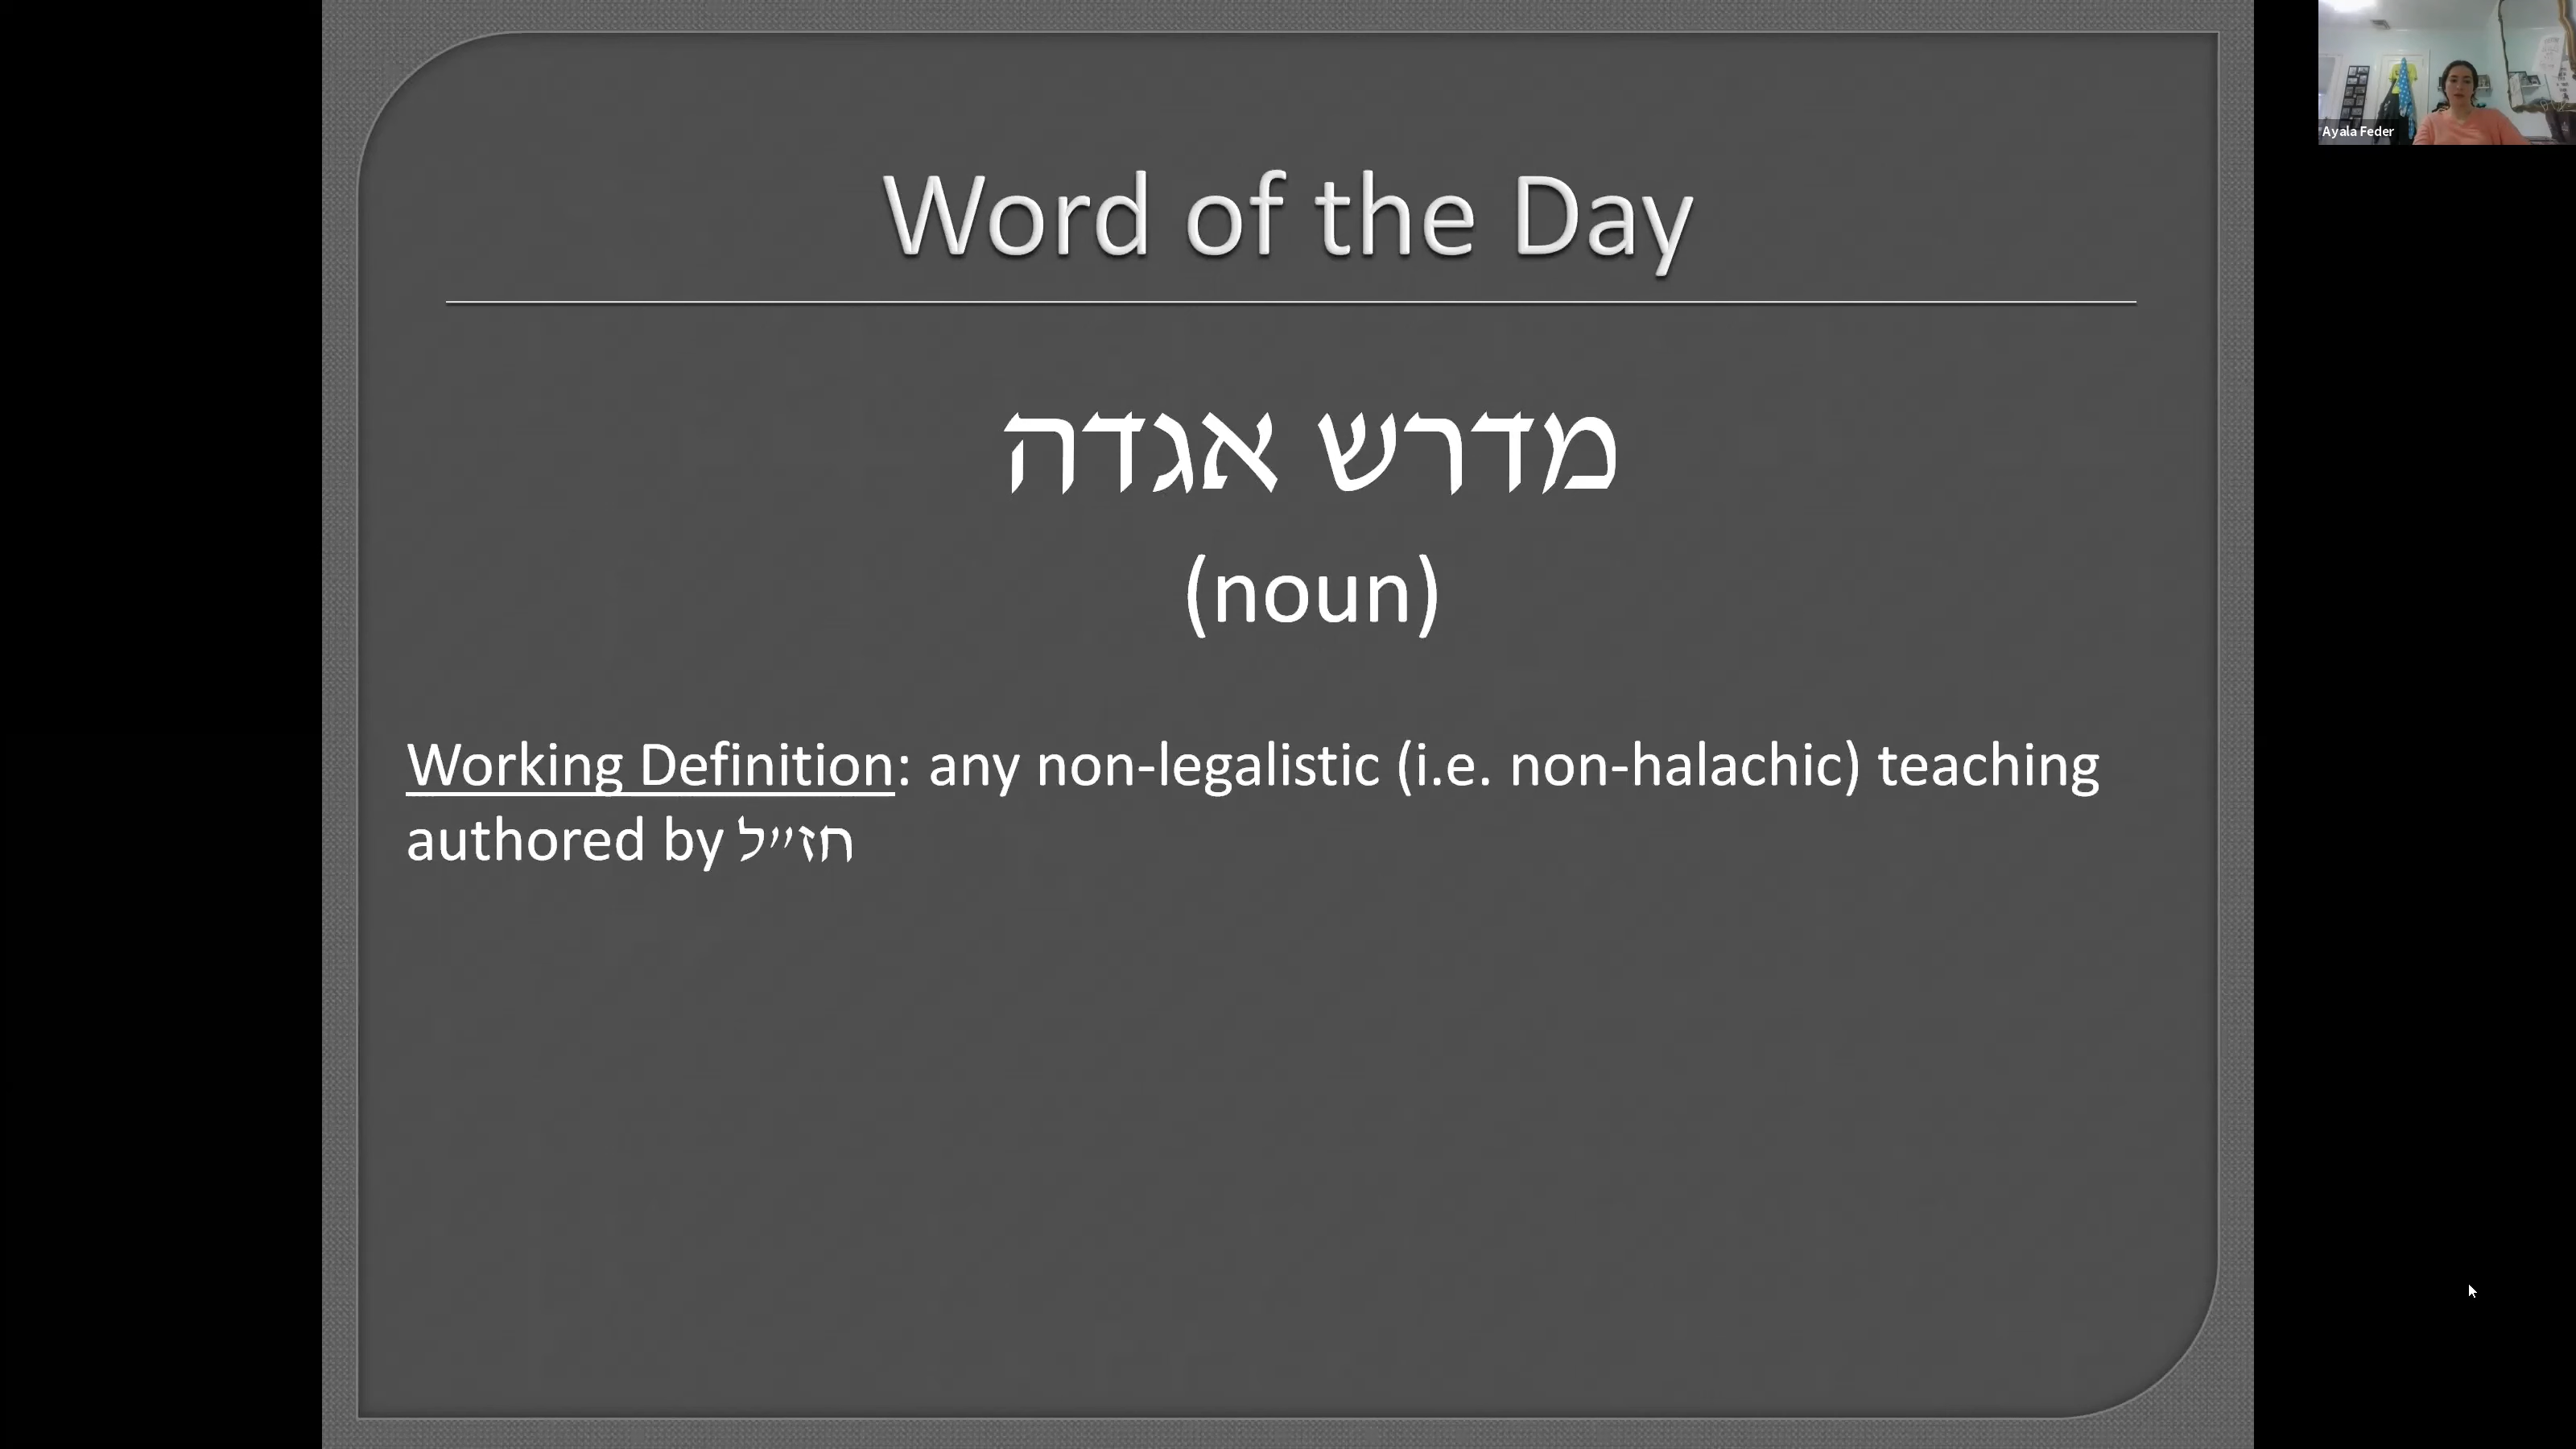 Word of the Day
מדרש אגדה
(noun)
Working Definition: any non-legalistic (i.e. non-halachic) teaching
authored by חז״ל
Ayala Feder